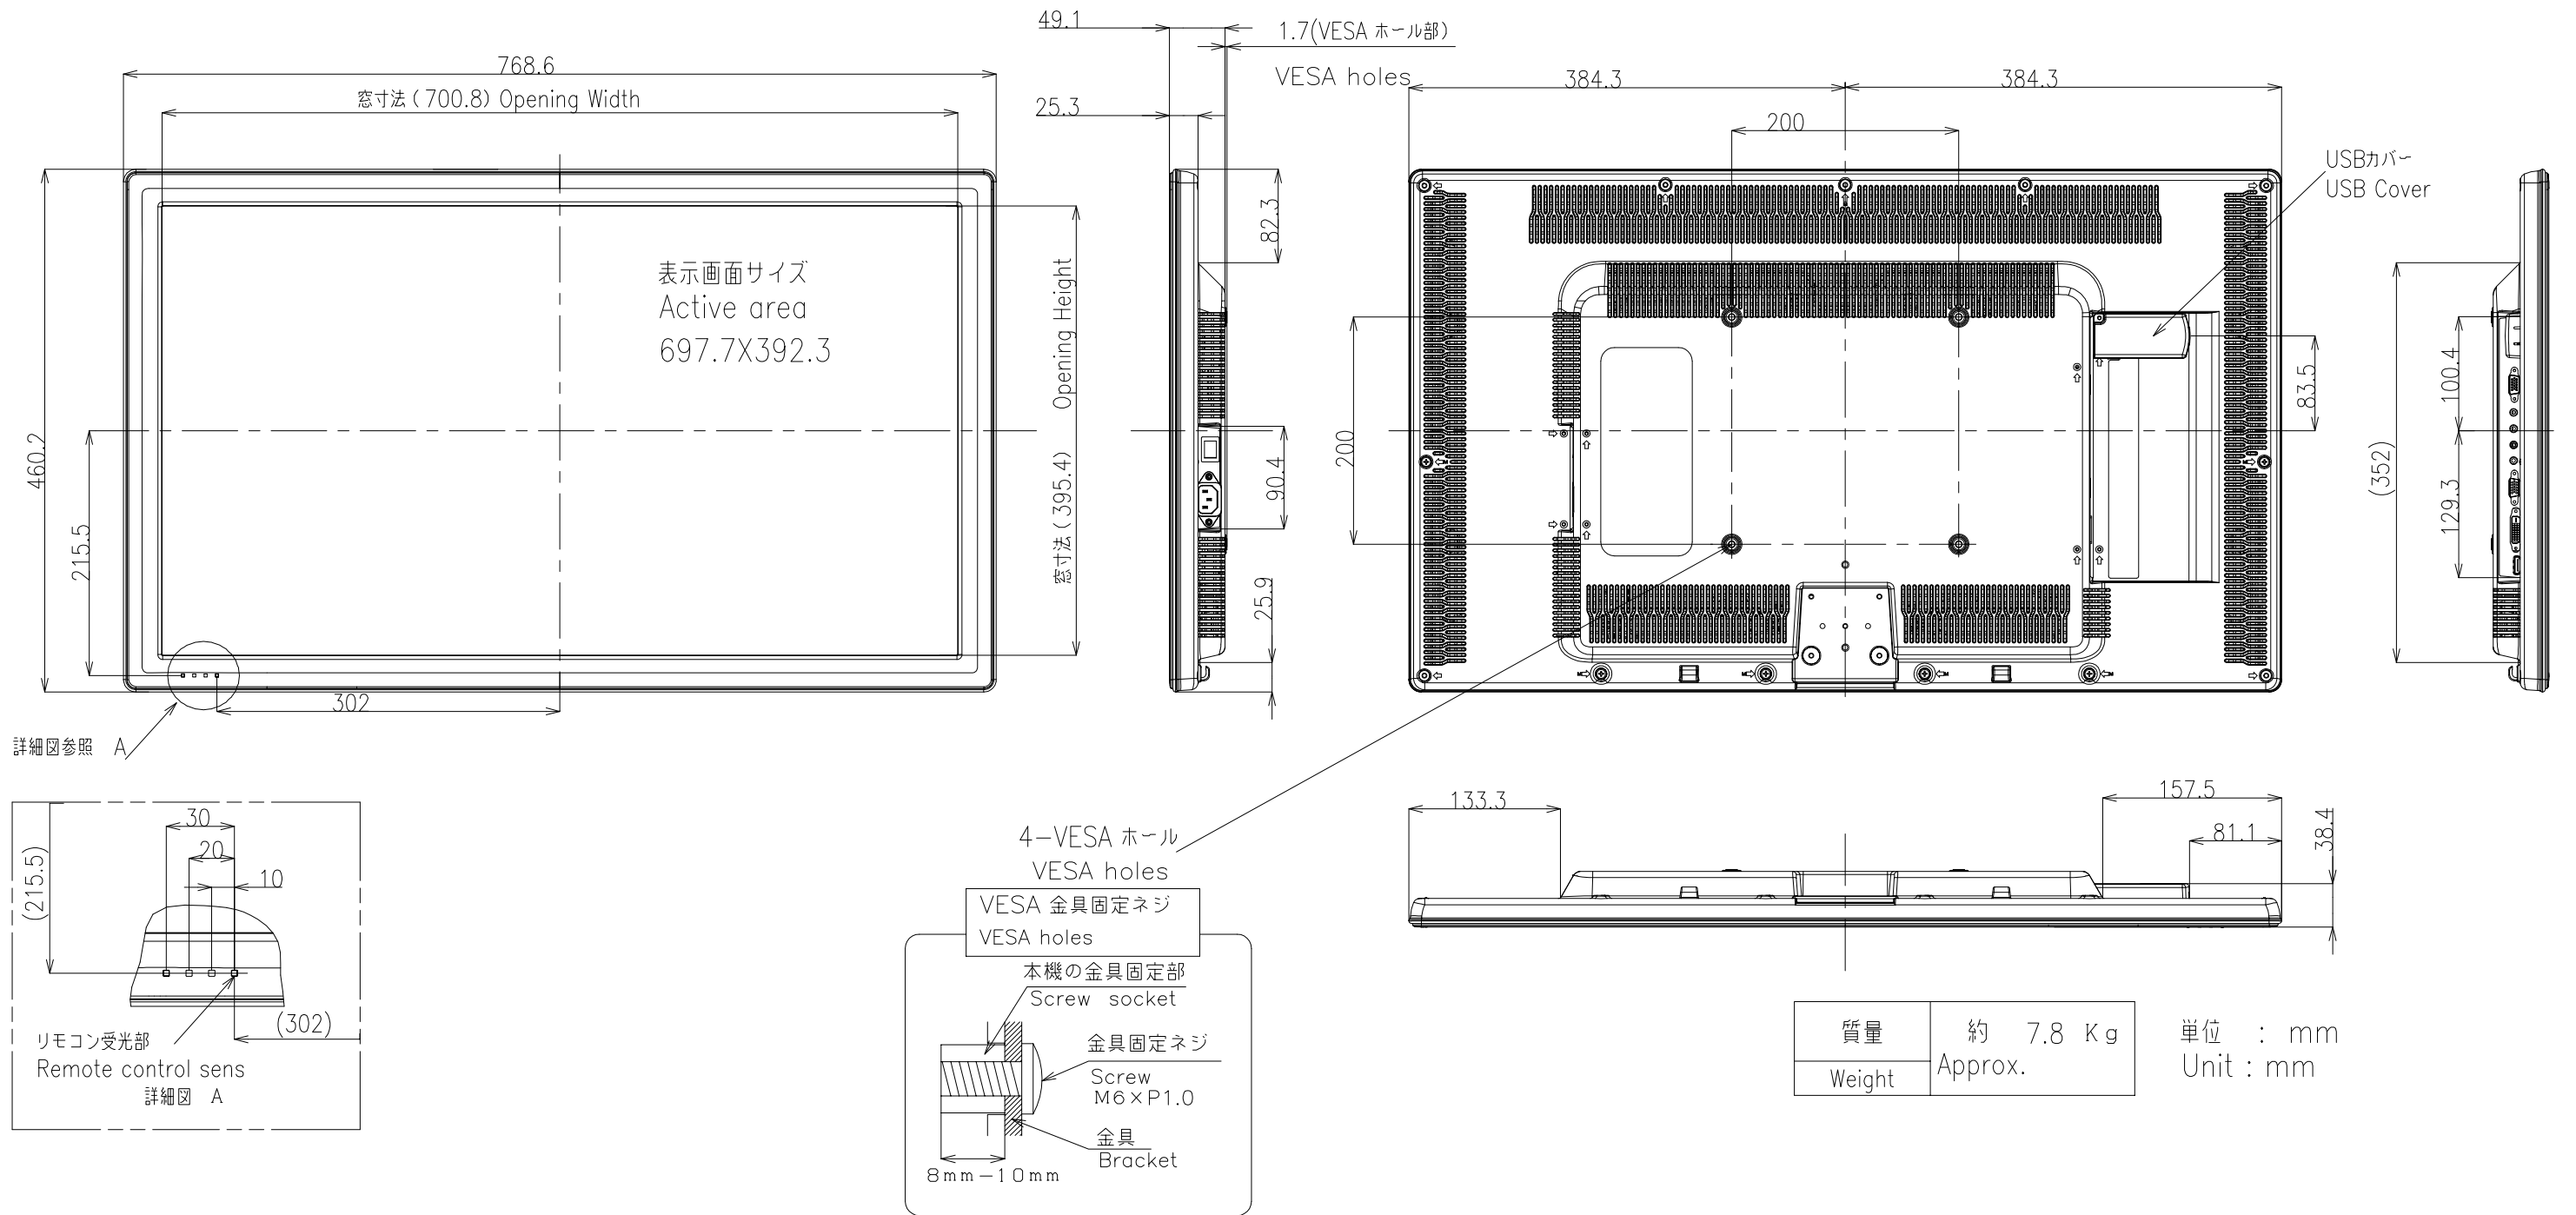 768.6
窓寸法(700.8) Opening Width
460.2
215.5
302
表示画面サイズ
Active area
697.7X392.3
窓寸法(395.4) Opening Height
詳細図参照 A
49.1
1.7(VESA ホール部)
VESA holes
25.3
82.3
90.4
25.9
384.3
384.3
200
200
USBカバー
USB Cover
83.5
(352)
100.4
129.3
(215.5)
30
20
10
(302)
リモコン受光部
Remote control sens
詳細図 A
4-VESA ホール
VESA holes
VESA 金具固定ネジ
VESA holes
本機の金具固定部
Screw socket
金具固定ネジ
Screw
M6×P1.0
金具
Bracket
8mm-10mm
133.3
157.5
81.1
38.4
質量 約 7.8 Kg
Weight Approx.
単位 : mm
Unit : mm